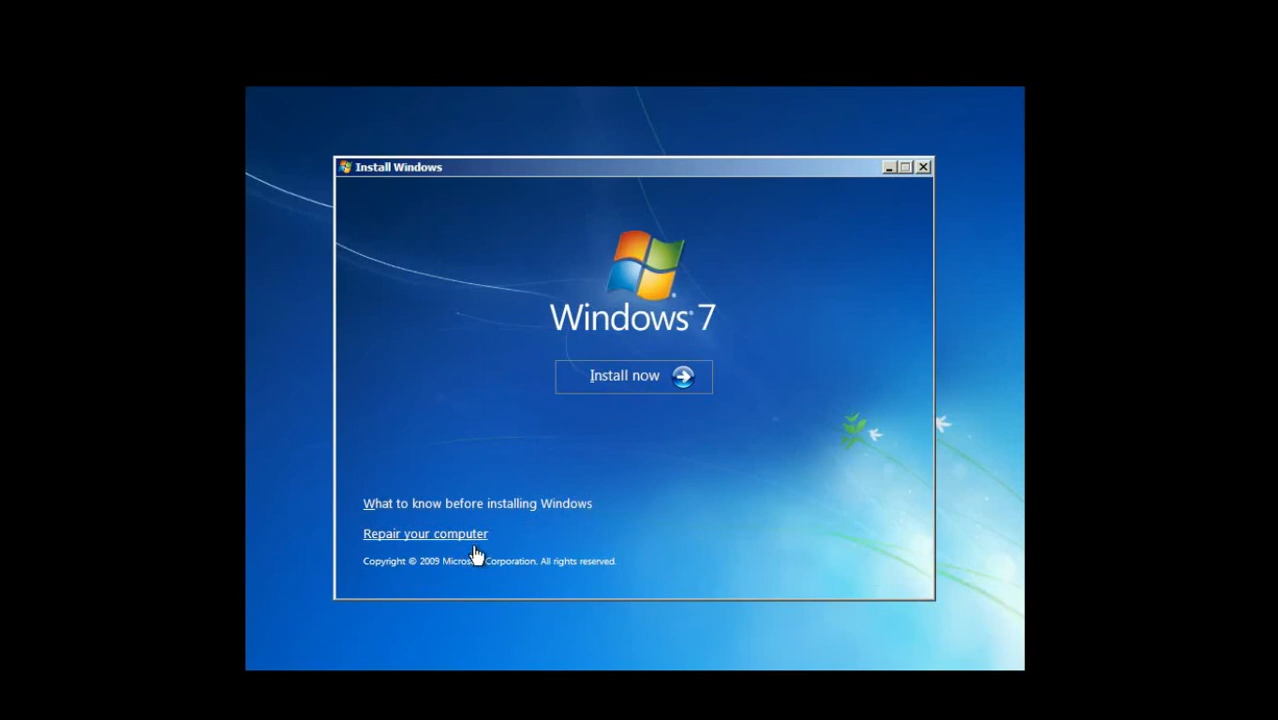 Install Windows
Windows® 7
Install now
What to know before installing Windows
Repair your computer
Copyright © 2009 Micros Corporation. All rights reserved.